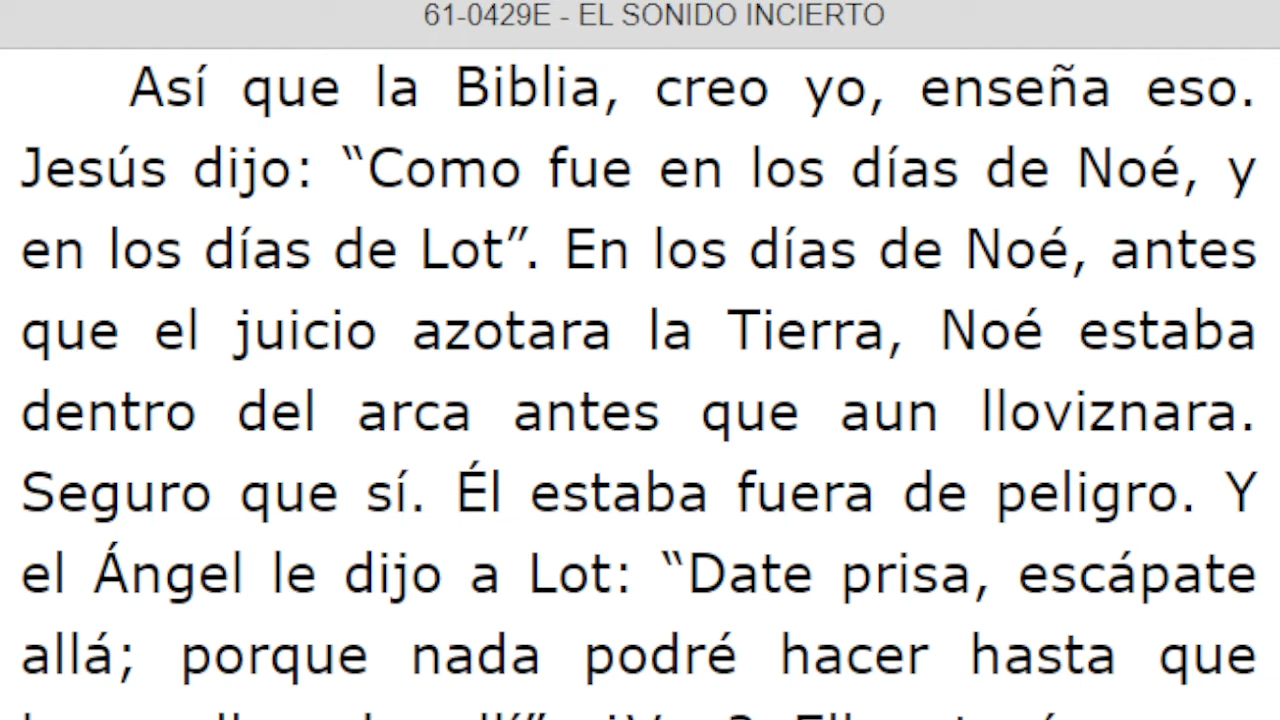 61-0429E - EL SONIDO INCIERTO
Así que la Biblia, creo yo, enseña eso.
Jesús dijo: “Como fue en los días de Noé, y
en los días de Lot”. En los días de Noé, antes
que el juicio azotara la Tierra, Noé estaba
dentro del arca antes que aun lloviznara.
Seguro que sí. Él estaba fuera de peligro. Y
el Ángel le dijo a Lot: “Date prisa, escápate
allá; porque nada podré hacer hasta que